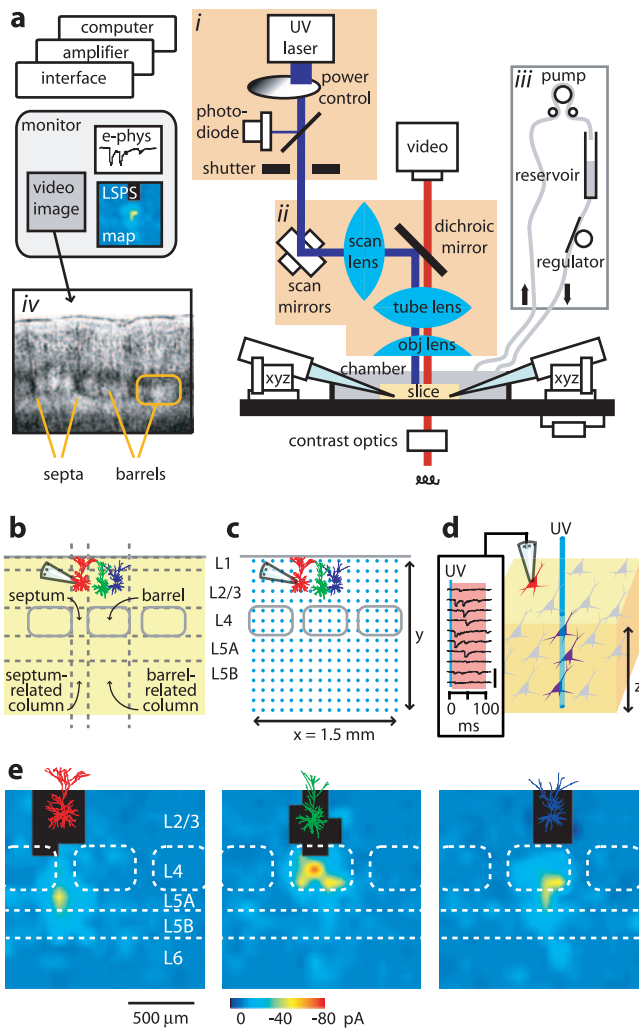 a
computer
amplifier
interface
monitor
e-phys
video
image
LSPS
map
iv
septa
barrels
i
UV
laser
power
control
photo-
diode
shutter
video
ii
scan
lens
dichroic
mirror
scan
mirrors
tube lens
obj lens
chamber
slice
xyz
xyz
contrast optics
iii
pump
reservoir
regulator
b
septum
barrel
septum-
related
column
barrel-
related
column
L1
L2/3
L4
L5A
L5B
c
y
x = 1.5 mm
d
UV
UV
0
100
ms
z
e
L2/3
L4
L5A
L5B
L6
500 µm
0 -40 -80 pA